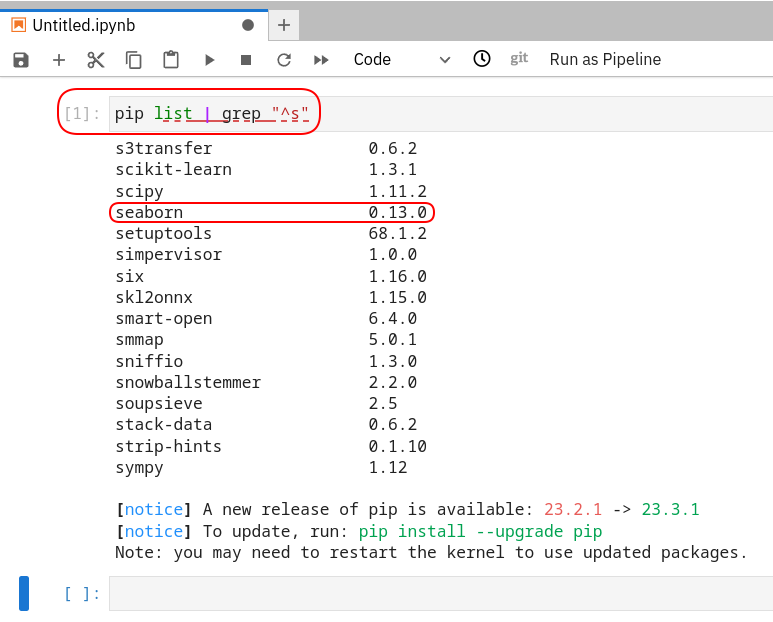 Untitled.ipynb
Code
git
Run as Pipeline
[1]: pip list | grep "^s"
s3transfer 0.6.2
scikit-learn 1.3.1
scipy 1.11.2
seaborn 0.13.0
setuptools 68.1.2
simpervisor 1.0.0
six 1.16.0
skl2onnx 1.15.0
smart-open 6.4.0
smmap 5.0.1
sniffio 1.3.0
snowballstemmer 2.2.0
soupsieve 2.5
stack-data 0.6.2
strip-hints 0.1.10
sympy 1.12
[notice] A new release of pip is available: 23.2.1 -> 23.3.1
[notice] To update, run: pip install --upgrade pip
Note: you may need to restart the kernel to use updated packages.
[ ]: